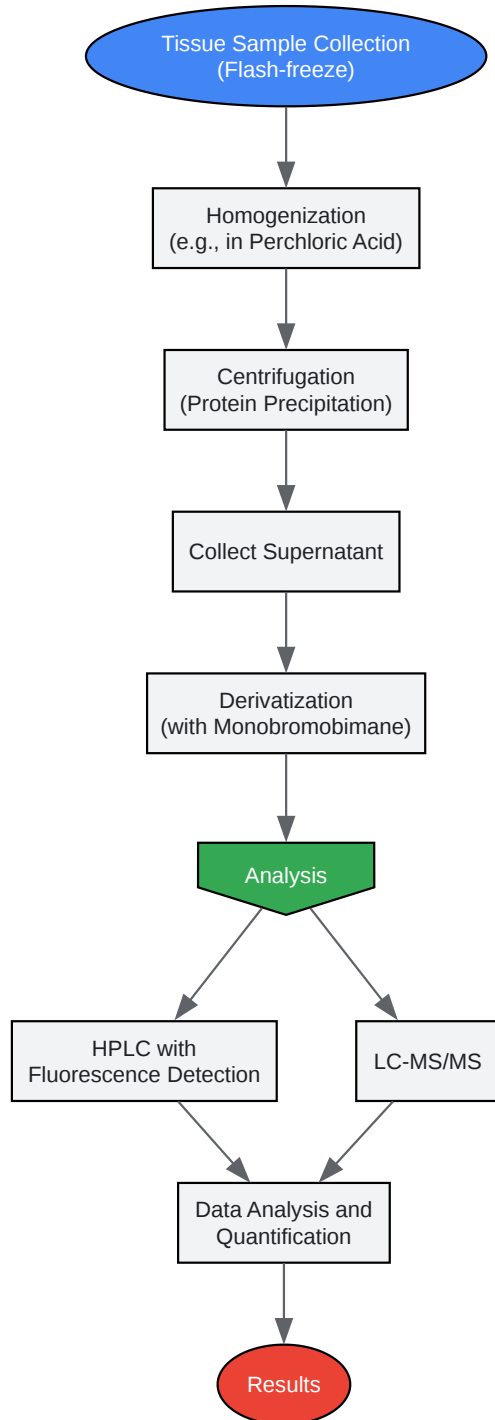 Tissue Sample Collection
(Flash-freeze)
Homogenization
(e.g., in Perchloric Acid)
Centrifugation
(Protein Precipitation)
Collect Supernatant
Derivatization
(with Monobromobimane)
Analysis
HPLC with
Fluorescence Detection
LC-MS/MS
Data Analysis and
Quantification
Results